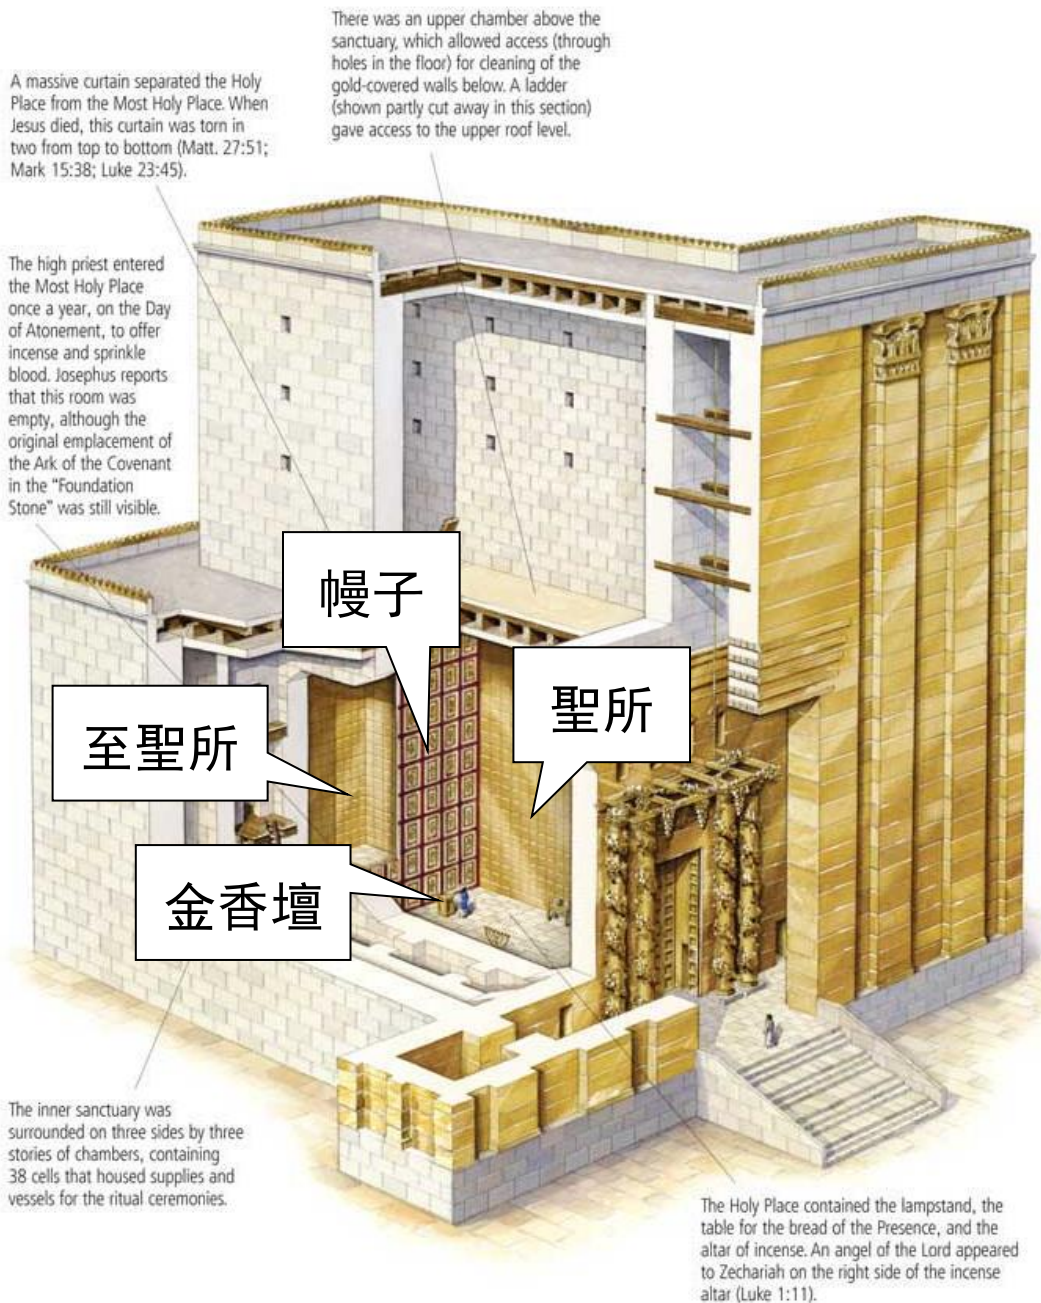 There was an upper chamber above the
sanctuary, which allowed access (through
holes in the floor) for cleaning of the
gold-covered walls below. A ladder
(shown partly cut away in this section)
gave access to the upper roof level.
A massive curtain separated the Holy
Place from the Most Holy Place. When
Jesus died, this curtain was torn in
two from top to bottom (Matt. 27:51;
Mark 15:38; Luke 23:45).
The high priest entered
the Most Holy Place
once a year, on the Day
of Atonement, to offer
incense and sprinkle
blood. Josephus reports
that this room was
empty, although the
original emplacement of
the Ark of the Covenant
in the “Foundation
Stone” was still visible.
幔子
聖所
至聖所
金香壇
The inner sanctuary was
surrounded on three sides by three
stories of chambers, containing
38 cells that housed supplies and
vessels for the ritual ceremonies.
The Holy Place contained the lampstand, the
table for the bread of the Presence, and the
altar of incense. An angel of the Lord appeared
to Zechariah on the right side of the incense
altar (Luke 1:11).